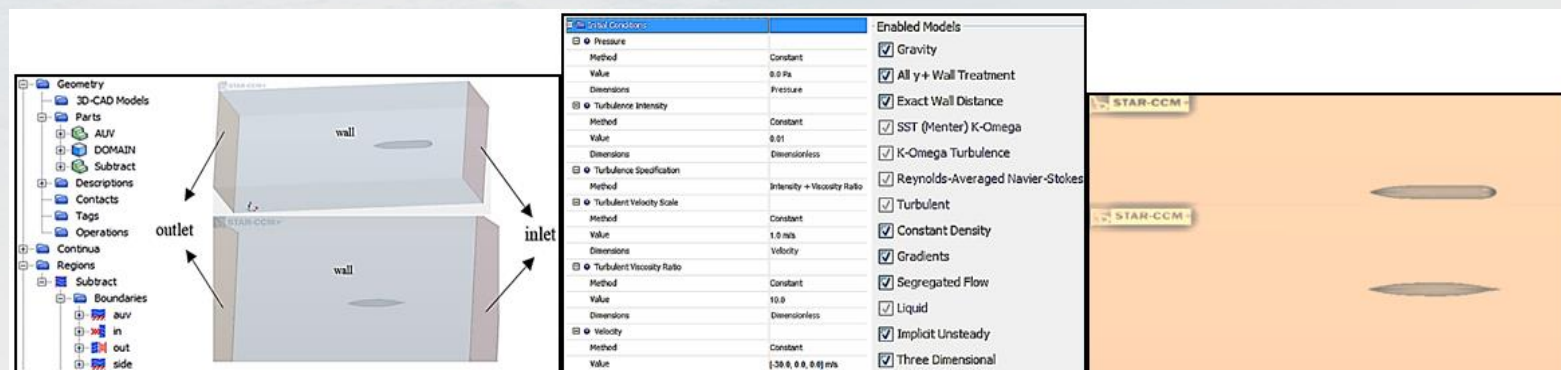 Geometry
3D-CAD Models
Parts
AUV
DOMAIN
Subtract
Descriptions
Contacts
Tags
Operations
Continua
Regions
Subtract
Boundaries
auv
in
out
side
STAR-CCM+
wall
outlet
inlet
STAR-CCM+
wall
Initial Conditions
Pressure
Method Constant
Value 0.0 Pa
Dimensions Pressure
Turbulence Intensity
Method Constant
Value 0.01
Dimensions Dimensionless
Turbulence Specification
Method Intensity + Viscosity Ratio
Turbulent Velocity Scale
Method Constant
Value 1.0 m/s
Dimensions Velocity
Turbulent Viscosity Ratio
Method Constant
Value 10.0
Dimensions Dimensionless
Velocity
Method Constant
Value [-30.0, 0.0, 0.0] m/s
Enabled Models
Gravity
All y+ Wall Treatment
Exact Wall Distance
SST (Menter) K-Omega
K-Omega Turbulence
Reynolds-Averaged Navier-Stokes
Turbulent
Constant Density
Gradients
Segregated Flow
Liquid
Implicit Unsteady
Three Dimensional
STAR-CCM+
STAR-CCM+